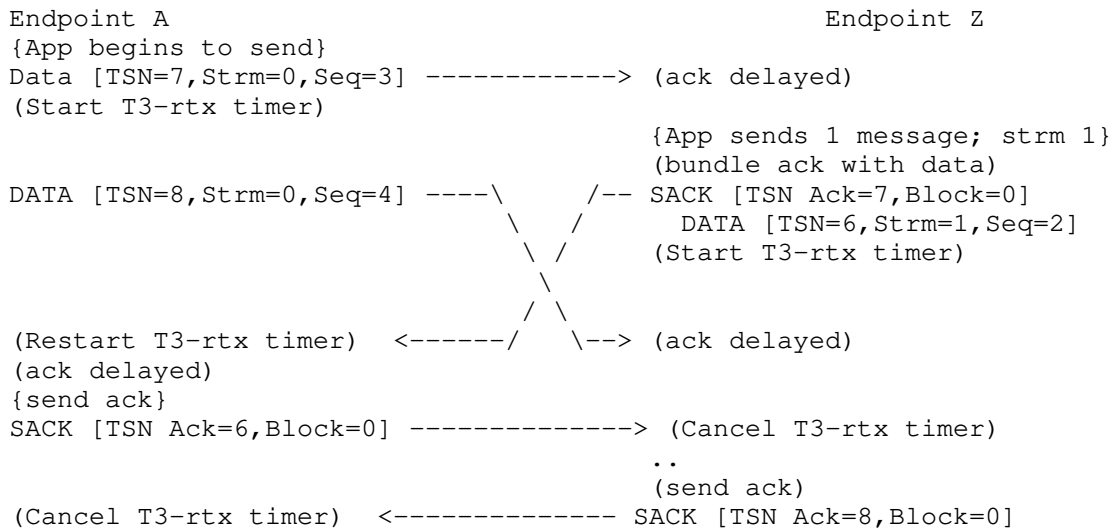 Endpoint A                                         Endpoint Z
{App begins to send}
Data [TSN=7,Strm=0,Seq=3] ------------> (ack delayed)
(Start T3-rtx timer)
                                        {App sends 1 message; strm 1}
                                        (bundle ack with data)
DATA [TSN=8,Strm=0,Seq=4] ----\      /-- SACK [TSN Ack=7,Block=0]
                               \    /     DATA [TSN=6,Strm=1,Seq=2]
                                \  /    (Start T3-rtx timer)
                                 \
                                / \
(Restart T3-rtx timer)  <------/   \--> (ack delayed)
(ack delayed)
{send ack}
SACK [TSN Ack=6,Block=0] --------------> (Cancel T3-rtx timer)
                                        ..
                                        (send ack)
(Cancel T3-rtx timer)  <-------------- SACK [TSN Ack=8,Block=0]